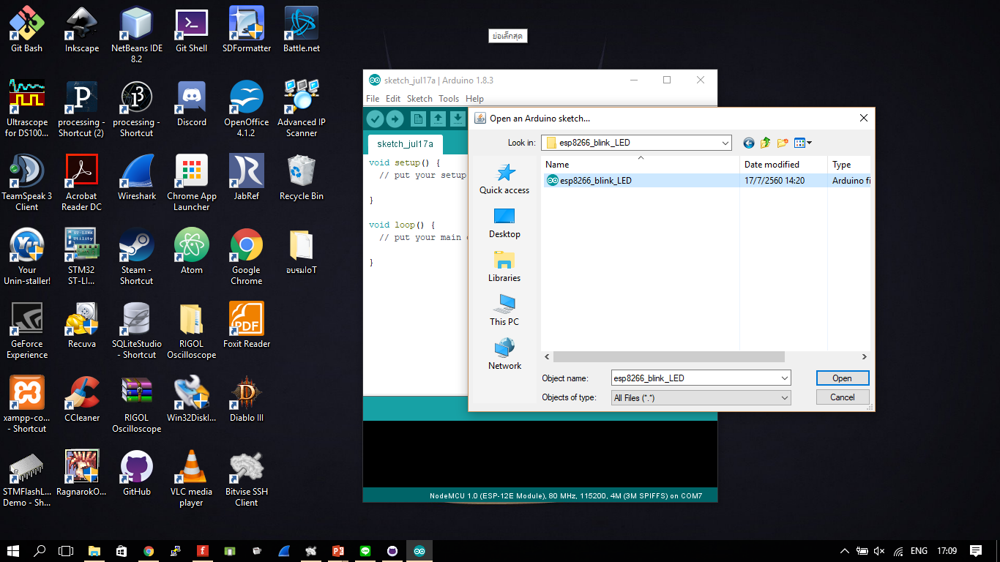 Git Bash
Inkscape
NetBeans IDE
8.2
Git Shell
SDFormatter
Battle.net
Ultrascope
for DS100...
processing -
Shortcut (2)
processing -
Shortcut
Discord
OpenOffice
4.1.2
Advanced IP
Scanner
TeamSpeak 3
Client
Acrobat
Reader DC
Wireshark
Chrome App
Launcher
JabRef
Recycle Bin
Your
Unin-staller!
STM32
ST-LI...
Steam -
Shortcut
Atom
Google
Chrome
อบรมIoT
GeForce
Experience
Recuva
SQLiteStudio
- Shortcut
RIGOL
Oscilloscope
Foxit Reader
xampp-co...
- Shortcut
CCleaner
RIGOL
Oscilloscope
Win32DiskI...
Diablo III
STMFlashL...
Demo - Sh...
RagnarokO...
GitHub
VLC media
player
Bitvise SSH
Client
ย่อเล็กสุด
sketch_jul17a | Arduino 1.8.3
File Edit Sketch Tools Help
sketch_jul17a
void setup() {
// put your setup
}
void loop() {
// put your main
}
NodeMCU 1.0 (ESP-12E Module), 80 MHz, 115200, 4M (3M SPIFFS) on COM7
Open an Arduino sketch...
Look in: esp8266_blink_LED
Name Date modified Type
esp8266_blink_LED 17/7/2560 14:20 Arduino fi
Quick access
Desktop
Libraries
This PC
Network
Object name: esp8266_blink_LED Open
Objects of type: All Files (*.*) Cancel
ENG 17:09